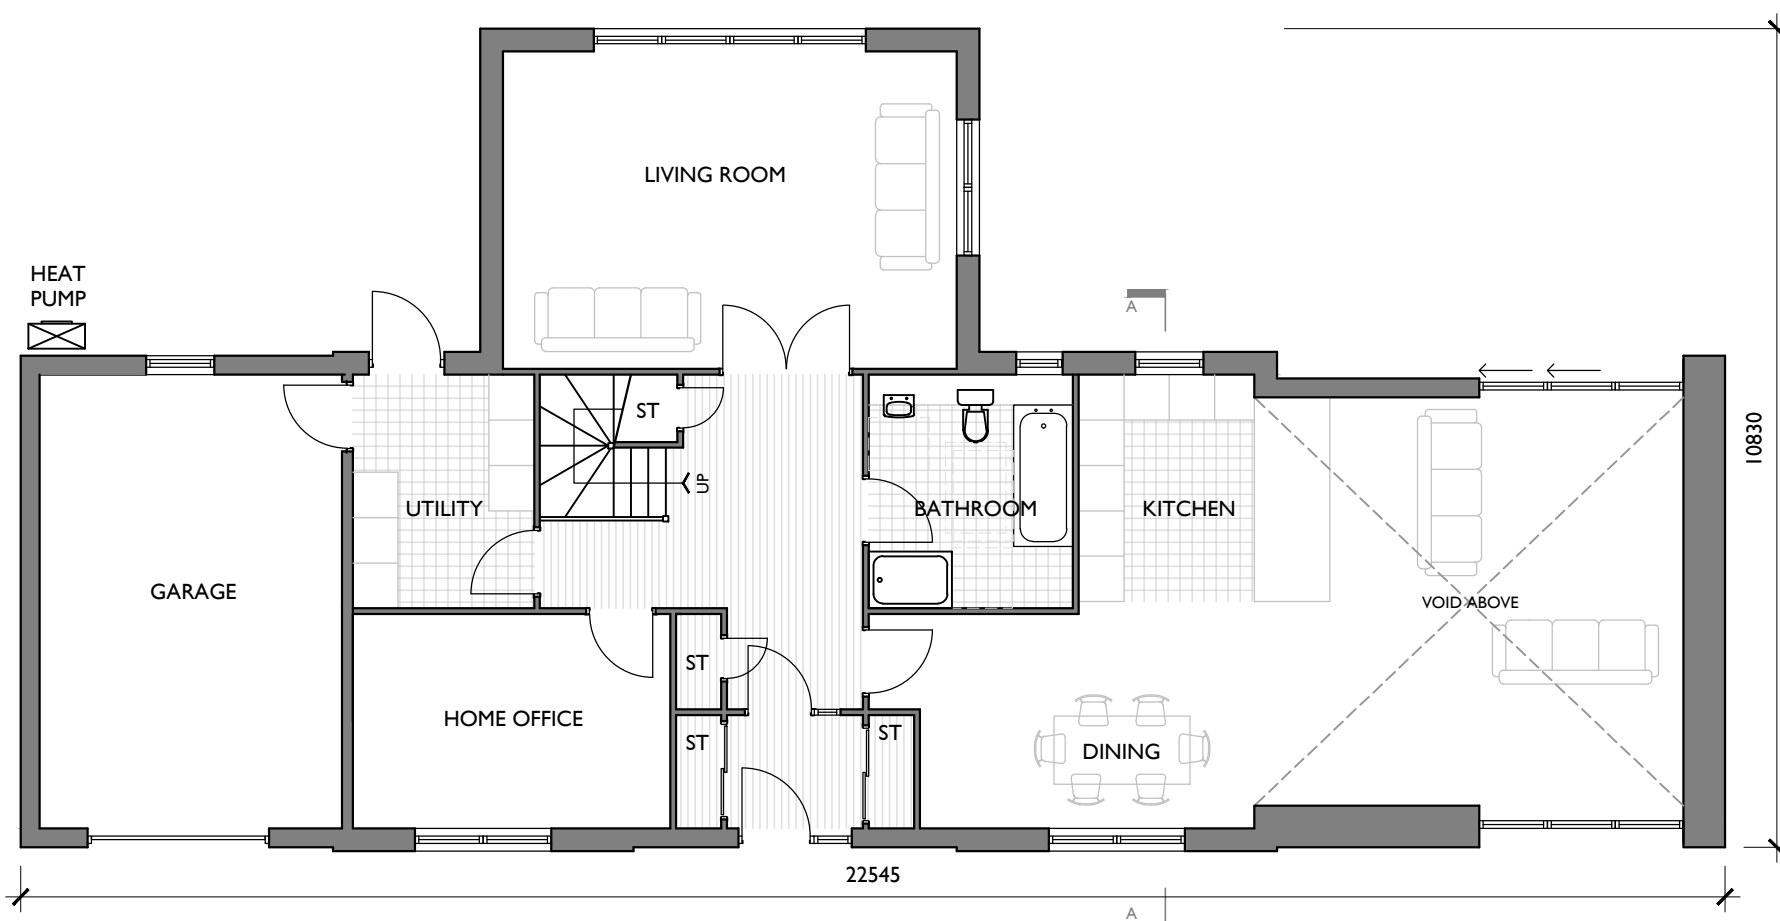 LIVING ROOM
HEAT
PUMP
A
ST
10830
UP
UTILITY
BATHROOM
KITCHEN
GARAGE
VOID ABOVE
ST
HOME OFFICE
ST
ST
DINING
22545
A